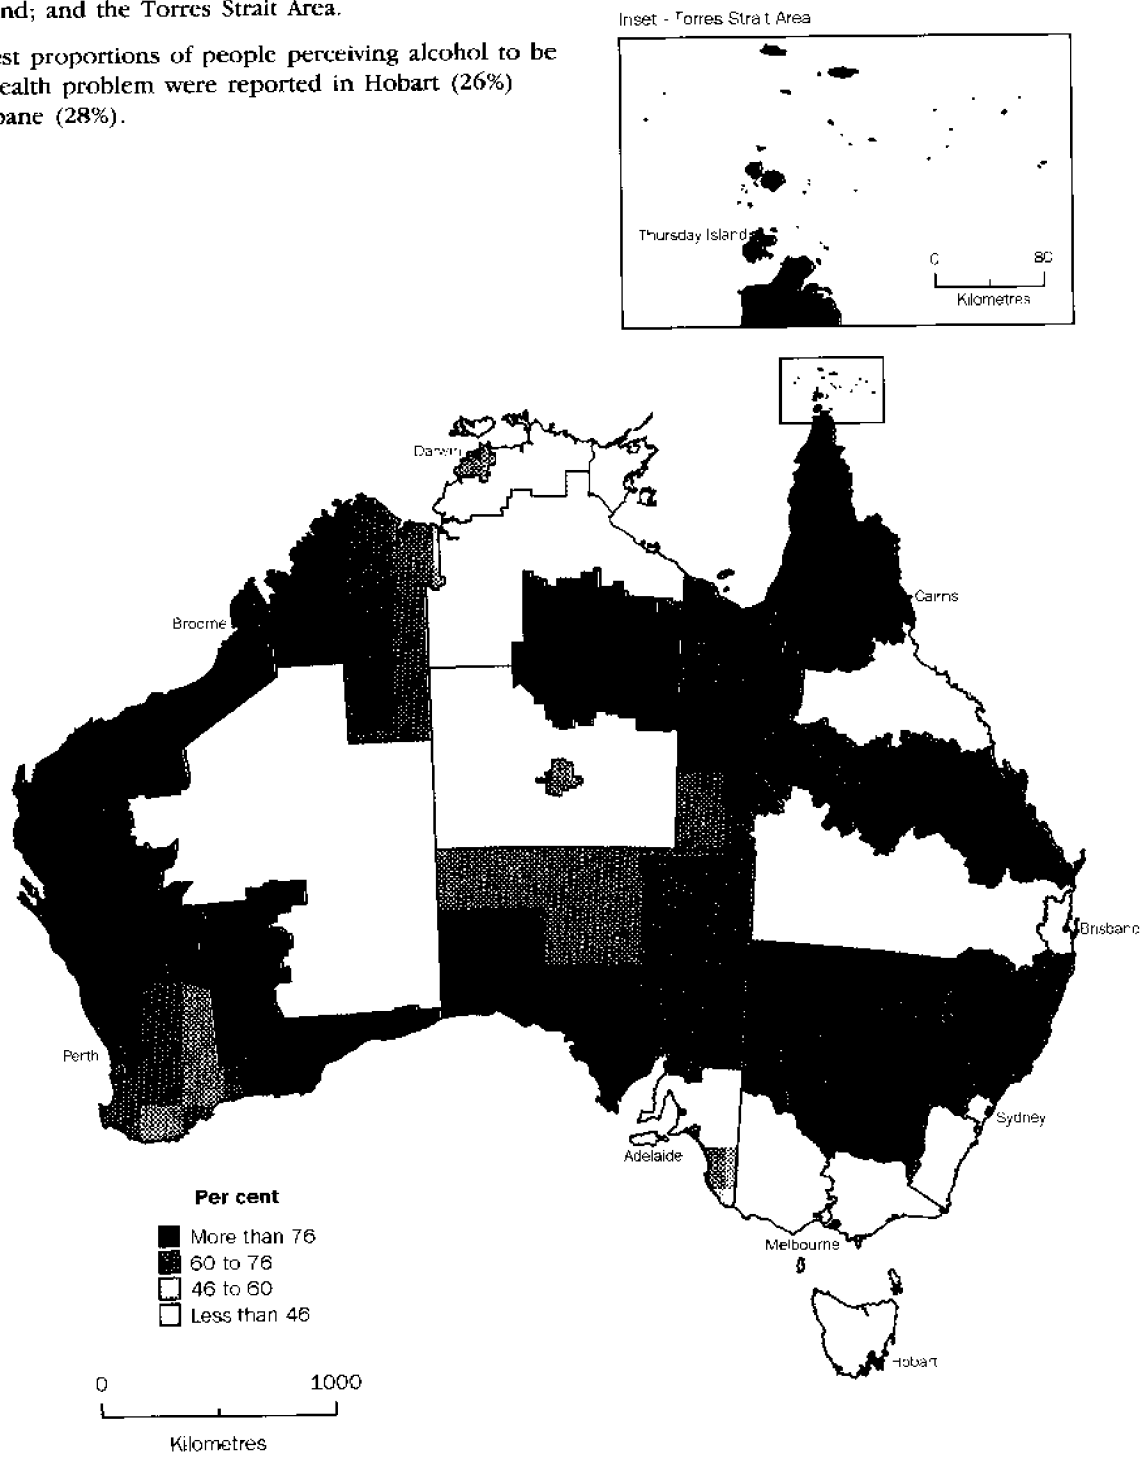 nd; and the Torres Strait Area.
est proportions of people perceiving alcohol to be
ealth problem were reported in Hobart (26%)
bane (28%).
Inset - Torres Strait Area
Thursday Island
0 80
Kilometres
Darwin
Broome
Cairns
Brisbane
Perth
Sydney
Adelaide
Melbourne
Hobart
Per cent
More than 76
60 to 76
46 to 60
Less than 46
0 1000
Kilometres